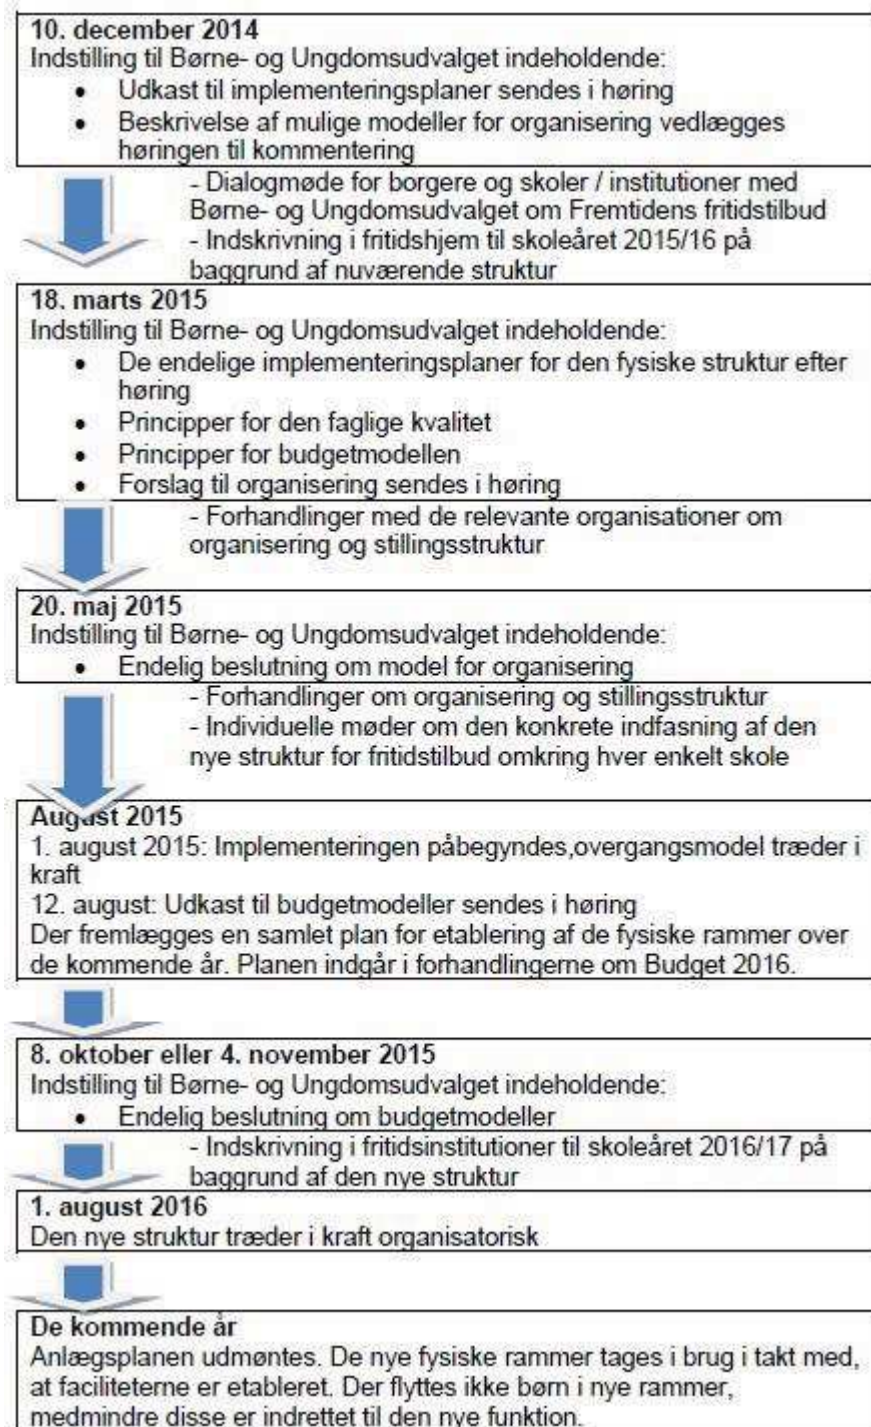 10. december 2014
Indstilling til Børne- og Ungdomsudvalget indeholdende:
• Udkast til implementeringsplaner sendes i høring
• Beskrivelse af mulige modeller for organisering vedlægges
høringen til kommentering
- Dialogmøde for borgere og skoler / institutioner med
Børne- og Ungdomsudvalget om Fremtidens fritidstilbud
- Indskrivning i fritidshjem til skoleåret 2015/16 på
baggrund af nuværende struktur
18. marts 2015
Indstilling til Børne- og Ungdomsudvalget indeholdende:
• De endelige implementeringsplaner for den fysiske struktur efter
høring
• Principper for den faglige kvalitet
• Principper for budgetmodellen
• Forslag til organisering sendes i høring
- Forhandlinger med de relevante organisationer om
organisering og stillingsstruktur
20. maj 2015
Indstilling til Børne- og Ungdomsudvalget indeholdende:
• Endelig beslutning om model for organisering
- Forhandlinger om organisering og stillingsstruktur
- Individuelle møder om den konkrete indfasning af den
nye struktur for fritidstilbud omkring hver enkelt skole
August 2015
1. august 2015: Implementeringen påbegyndes,overgangsmodel træder i
kraft
12. august: Udkast til budgetmodeller sendes i høring
Der fremlægges en samlet plan for etablering af de fysiske rammer over
de kommende år. Planen indgår i forhandlingerne om Budget 2016.
8. oktober eller 4. november 2015
Indstilling til Børne- og Ungdomsudvalget indeholdende:
• Endelig beslutning om budgetmodeller
- Indskrivning i fritidsinstitutioner til skoleåret 2016/17 på
baggrund af den nye struktur
1. august 2016
Den nye struktur træder i kraft organisatorisk
De kommende år
Anlægsplanen udmøntes. De nye fysiske rammer tages i brug i takt med,
at faciliteterne er etableret. Der flyttes ikke børn i nye rammer,
medmindre disse er indrettet til den nye funktion.